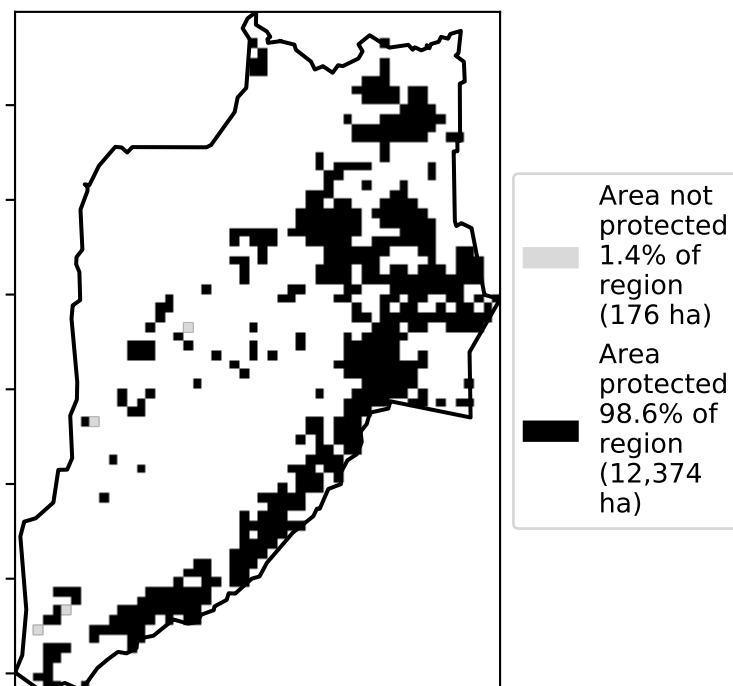 Area not
protected
1.4% of
region
(176 ha)
Area
protected
98.6% of
region
(12,374
ha)